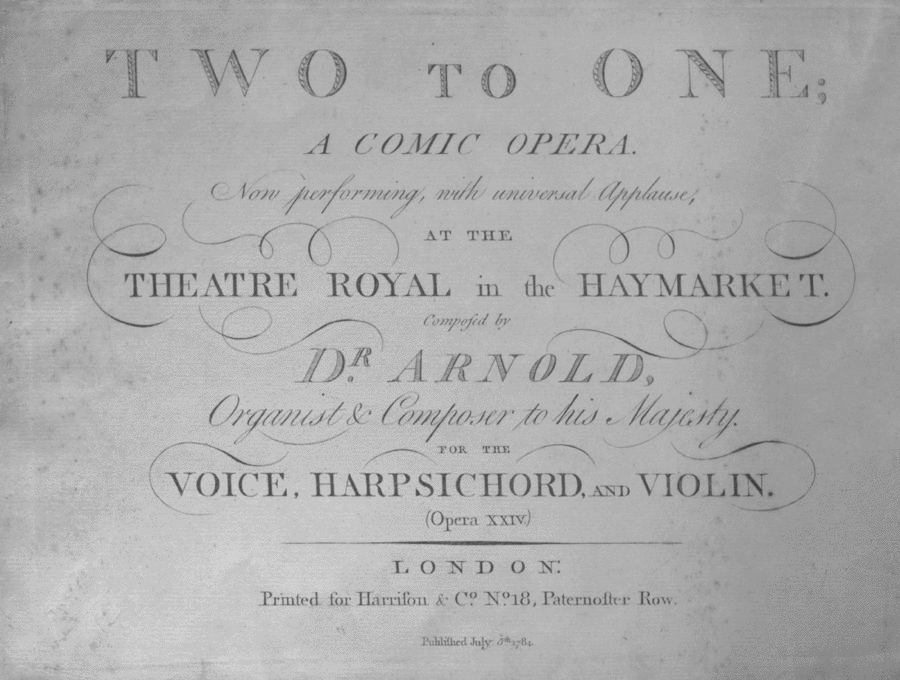 TWO TO ONE;
A COMIC OPERA.
Now performing, with universal Applause,
AT THE
THEATRE ROYAL in the HAYMARKET.
Compoſed by
Dᴿ. ARNOLD,
Organist & Composer to his Majesty.
FOR THE
VOICE, HARPSICHORD, AND VIOLIN.
(Opera XXIV.)
LONDON:
Printed for Harriſon & Cº. Nº 18, Paternoſter Row.
Publiſhed July 1784.